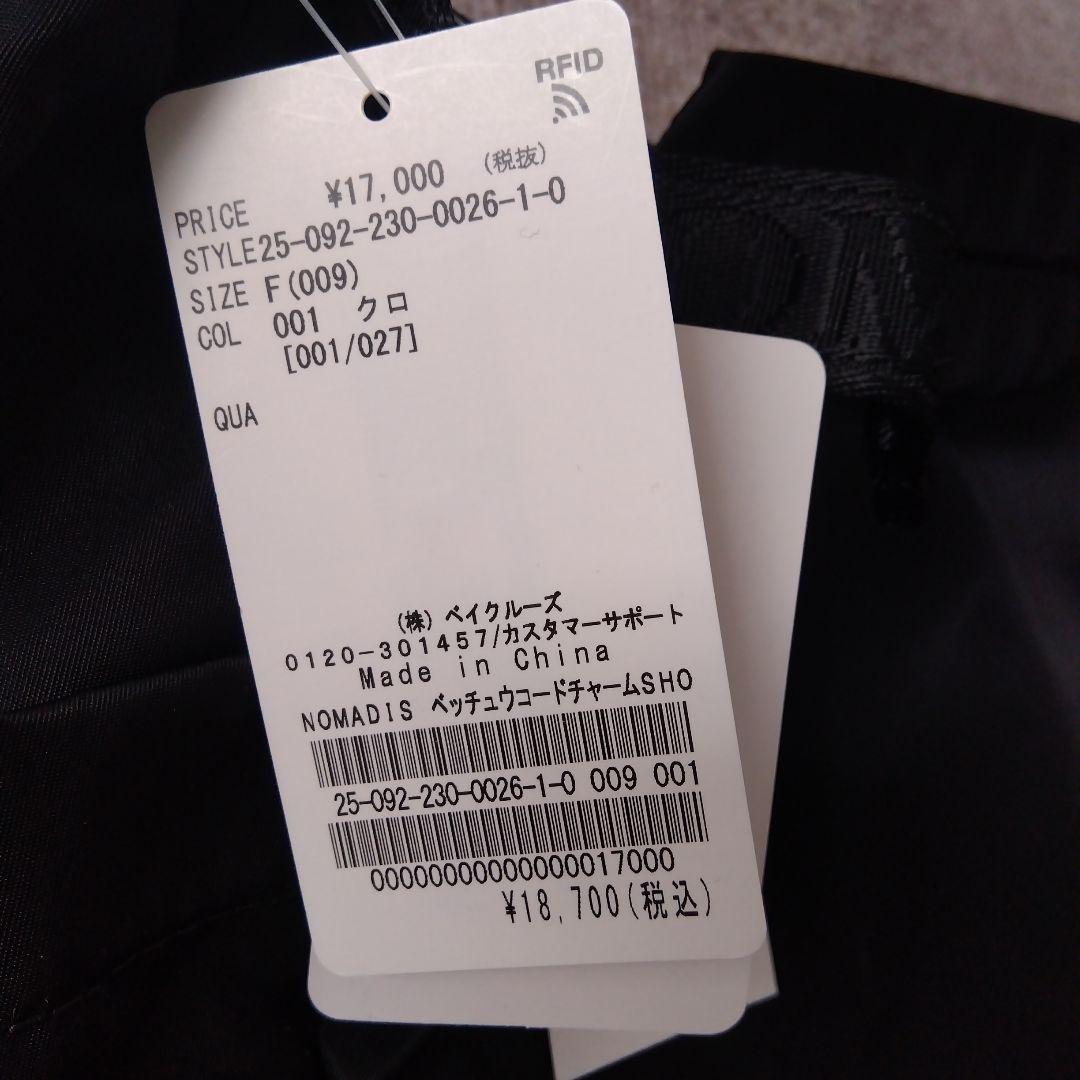 RFID
PRICE ¥17,000 (税抜)
STYLE 25-092-230-0026-1-0
SIZE F(009)
COL 001 クロ
[001/027]
QUA
(株) ベイクルーズ
0120-301457/カスタマーサポート
Made in China
NOMADIS ベッチュウコードチャームSHO
25-092-230-0026-1-0 009 001
00000000000000017000
¥18,700(税込)